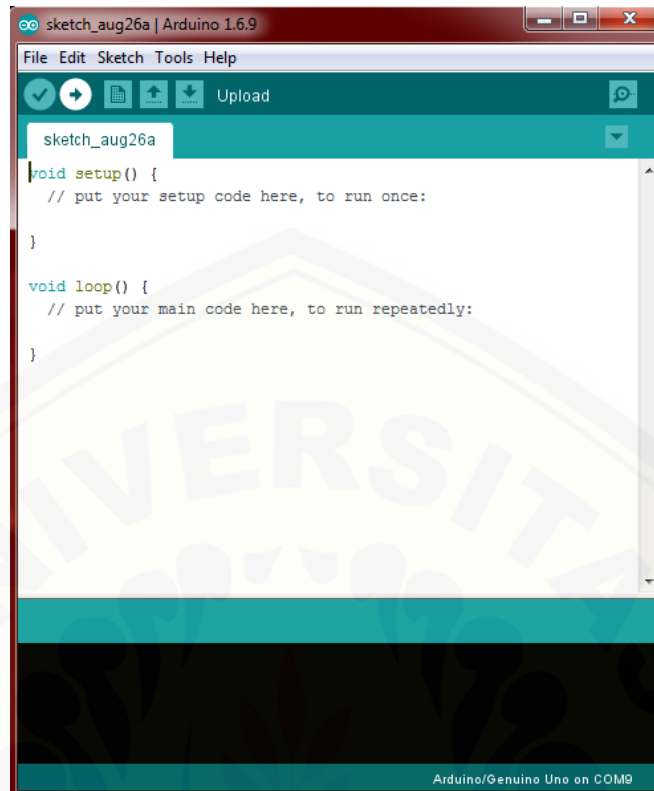 sketch_aug26a | Arduino 1.6.9
File Edit Sketch Tools Help
Upload
sketch_aug26a
void setup() {
  // put your setup code here, to run once:
}
void loop() {
  // put your main code here, to run repeatedly:
}
UNIVERSITAS
Arduino/Genuino Uno on COM9